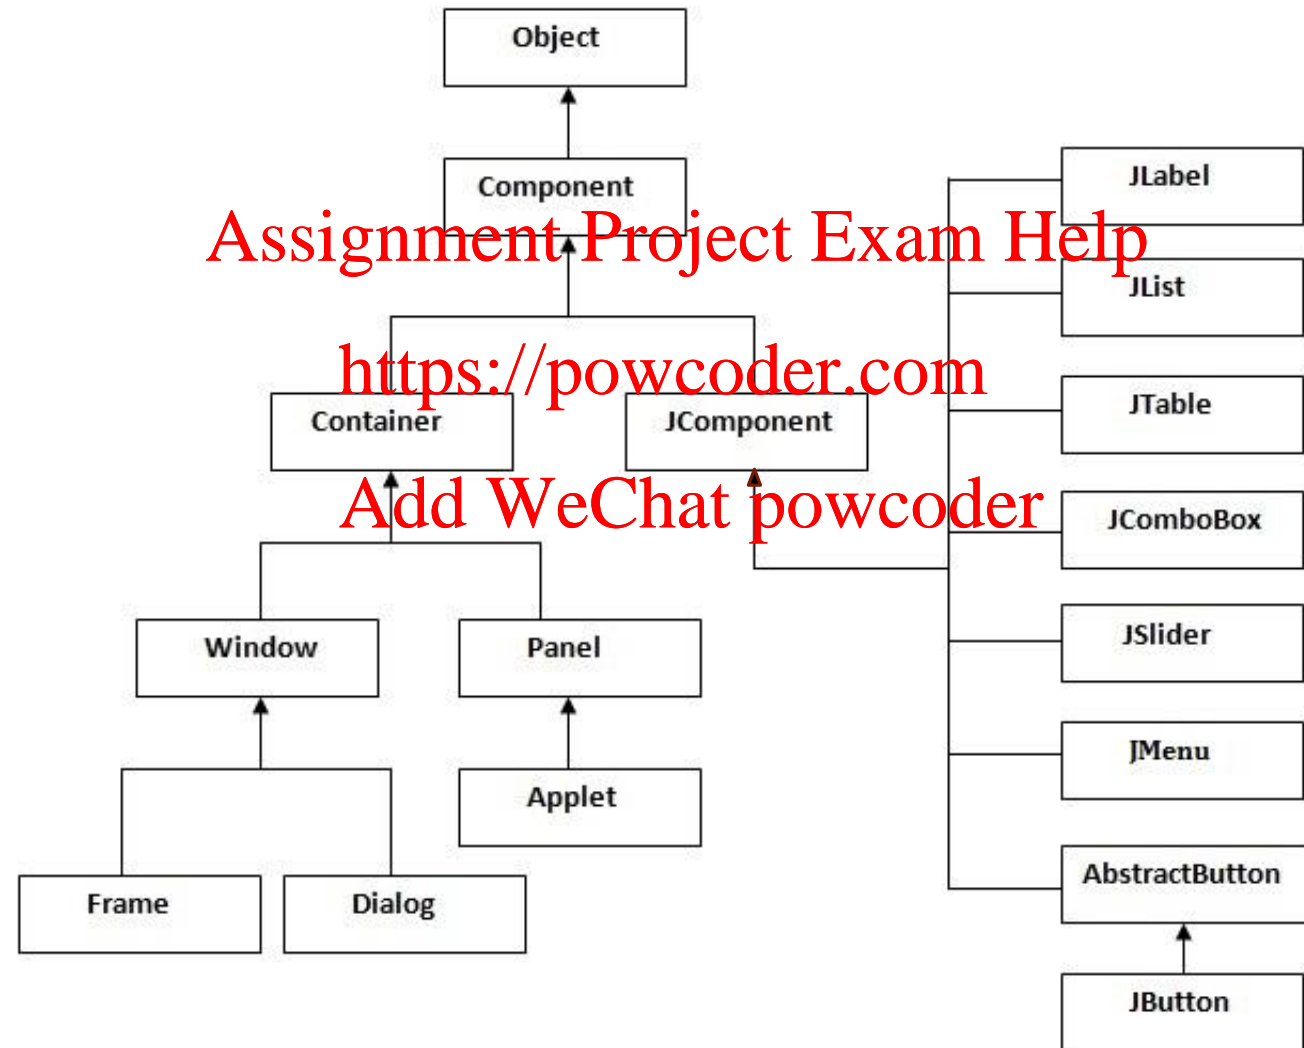 Object
Component
JLabel
Assignment Project Exam Help
JList
https://powcoder.com
JTable
Container
JComponent
Add WeChat powcoder
JComboBox
Window
Panel
JSlider
JMenu
Applet
AbstractButton
Frame
Dialog
JButton